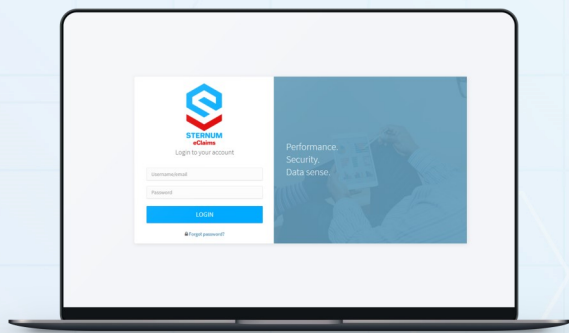 STERNUM
eClaims
Login to your account
Username/email
Password
LOGIN
Forgot password?
Performance.
Security.
Data sense.